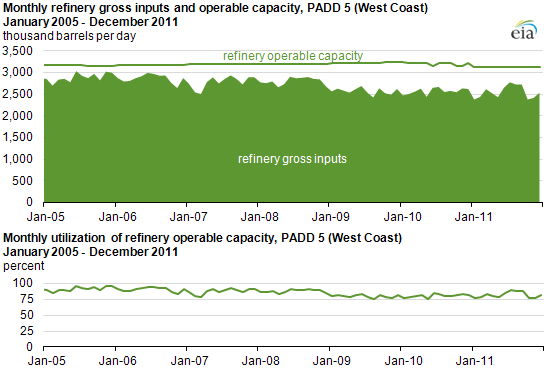 Monthly refinery gross inputs and operable capacity, PADD 5 (West Coast)
January 2005 - December 2011
thousand barrels per day
eia
3,500
refinery operable capacity
3,000
2,500
2,000
1,500
refinery gross inputs
1,000
500
0
Jan-05 Jan-06 Jan-07 Jan-08 Jan-09 Jan-10 Jan-11
Monthly utilization of refinery operable capacity, PADD 5 (West Coast)
January 2005 - December 2011
percent
100
75
50
25
0
Jan-05 Jan-06 Jan-07 Jan-08 Jan-09 Jan-10 Jan-11